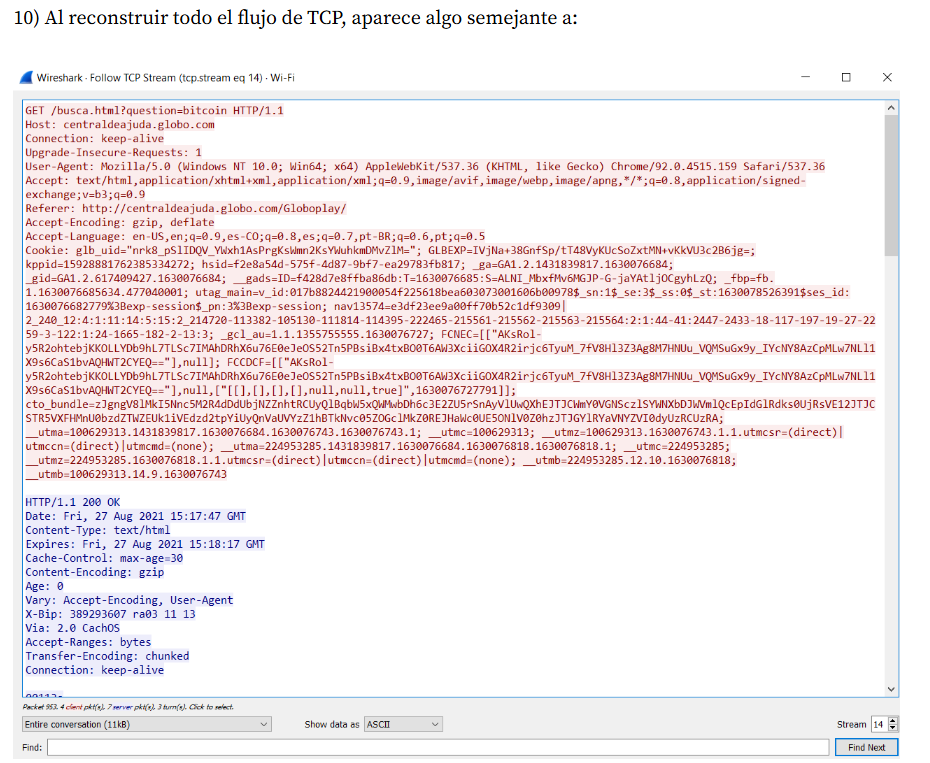 10) Al reconstruir todo el flujo de TCP, aparece algo semejante a:
Wireshark · Follow TCP Stream (tcp.stream eq 14) · Wi-Fi
GET /busca.html?question=bitcoin HTTP/1.1
Host: centraldeajuda.globo.com
Connection: keep-alive
Upgrade-Insecure-Requests: 1
User-Agent: Mozilla/5.0 (Windows NT 10.0; Win64; x64) AppleWebKit/537.36 (KHTML, like Gecko) Chrome/92.0.4515.159 Safari/537.36
Accept: text/html,application/xhtml+xml,application/xml;q=0.9,image/avif,image/webp,image/apng,*/*;q=0.8,application/signed-
exchange;v=b3;q=0.9
Referer: http://centraldeajuda.globo.com/Globoplay/
Accept-Encoding: gzip, deflate
Accept-Language: en-US,en;q=0.9,es-CO;q=0.8,es;q=0.7,pt-BR;q=0.6,pt;q=0.5
Cookie: glb_uid="nrk8_pSlIDQV_YWxh1AsPrgKsWmn2KsYWuhkmDMvZlM="; GLBEXP=IVjNa+38GnfSp/tT48VyKUcSoZxtMN+vKkVU3c2B6jg=;
kppid=15928881762385334272; hsid=f2e8a54d-575f-4d87-9bf7-ea29783fb817; _ga=GA1.2.1431839817.1630076684;
_gid=GA1.2.617409427.1630076684; __gads=ID=f428d7e8ffba86db:T=1630076685:S=ALNI_MbxfMv6MGJP-G-jaYAtljOCgyhLzQ; _fbp=fb.
1.1630076685634.477040001; utag_main=v_id:017b8824421900054f225618bea603073001606b00978$_sn:1$_se:3$_ss:0$_st:1630078526391$ses_id:
1630076682779%3Bexp-session$_pn:3%3Bexp-session; nav13574=e3df23ee9a00ff70b52c1df9309|
2_240_12:4:1:11:14:5:15:2_214720-113382-105130-111814-114395-222465-215561-215562-215563-215564:2:1:44-41:2447-2433-18-117-197-19-27-22
59-3-122:1:24-1665-182-2-13:3; _gcl_au=1.1.1355755555.1630076727; FCNEC=[["AKsRol-
y5R2ohtebjKKOLLYDb9hL7TLSc7IMAhDRhX6u76E0eJeOS52Tn5PBsiBx4txBO0T6AW3XciiGOX4R2irjc6TyuM_7fV8Hl3Z3Ag8M7HNUu_VQMSuGx9y_IYcNY8AzCpMLw7NLl1
X9s6CaS1bvAQHWT2CYEQ=="],null]; FCCDCF=[["AKsRol-
y5R2ohtebjKKOLLYDb9hL7TLSc7IMAhDRhX6u76E0eJeOS52Tn5PBsiBx4txBO0T6AW3XciiGOX4R2irjc6TyuM_7fV8Hl3Z3Ag8M7HNUu_VQMSuGx9y_IYcNY8AzCpMLw7NLl1
X9s6CaS1bvAQHWT2CYEQ=="],null,["[[],[],[],[],null,null,true]",1630076727791]];
cto_bundle=zJgngV8lMkI5Nnc5M2R4dDdUbjNZZnhtRCUyQlBqbW5xQWMwbDh6c3E2ZU5rSnAyVlUwQXhEJTJCWmY0VGNSczlSYWNXbDJWVmlQcEpIdGlRdks0UjRsVE12JTJC
STR5VXFHMnU0bzd2TWZEUk1iVEdzd2tpYiUyQnVaUVYzZ1hBTkNvc05ZOGclMkZ0REJHaWc0UE5ONlV0Z0hzJTJGYlRYaVNYZVI0dyUzRCUzRA;
__utma=100629313.1431839817.1630076684.1630076743.1630076743.1; __utmc=100629313; __utmz=100629313.1630076743.1.1.utmcsr=(direct)|
utmccn=(direct)|utmcmd=(none); __utma=224953285.1431839817.1630076684.1630076818.1630076818.1; __utmc=224953285;
__utmz=224953285.1630076818.1.1.utmcsr=(direct)|utmccn=(direct)|utmcmd=(none); __utmb=224953285.12.10.1630076818;
__utmb=100629313.14.9.1630076743
HTTP/1.1 200 OK
Date: Fri, 27 Aug 2021 15:17:47 GMT
Content-Type: text/html
Expires: Fri, 27 Aug 2021 15:18:17 GMT
Cache-Control: max-age=30
Content-Encoding: gzip
Age: 0
Vary: Accept-Encoding, User-Agent
X-Bip: 389293607 ra03 11 13
Via: 2.0 CachOS
Accept-Ranges: bytes
Transfer-Encoding: chunked
Connection: keep-alive
Packet 953. 4 client pkt(s), 7 server pkt(s), 3 turn(s). Click to select.
Entire conversation (11kB) Show data as ASCII Stream 14
Find: Find Next